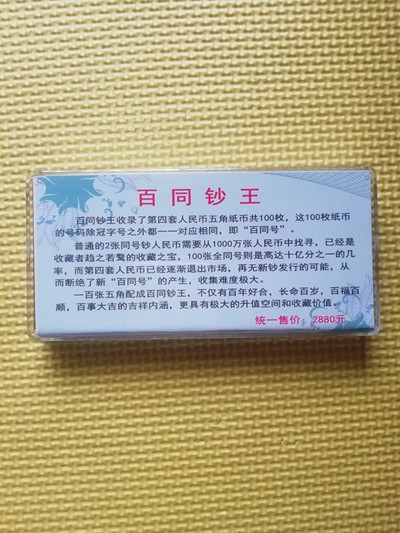 百同钞王
百同钞王收录了第四套人民币五角纸币共100枚，这100枚纸币
的号码除冠字号之外都一一对应相同，即“百同号”。
普通的2张同号钞人民币需要从1000万张人民币中找寻，已经是
收藏者趋之若鹜的收藏之宝，100张全同号则是高达十亿分之一的几
率，而第四套人民币已经逐渐退出市场，再无新钞发行的可能，从
而断绝了新“百同号”的产生，收集难度极大。
一百张五角配成百同钞王，不仅有百年好合，长命百岁，百福百
顺，百事大吉的吉祥内涵，更具有极大的升值空间和收藏价值。
统一售价：2880元